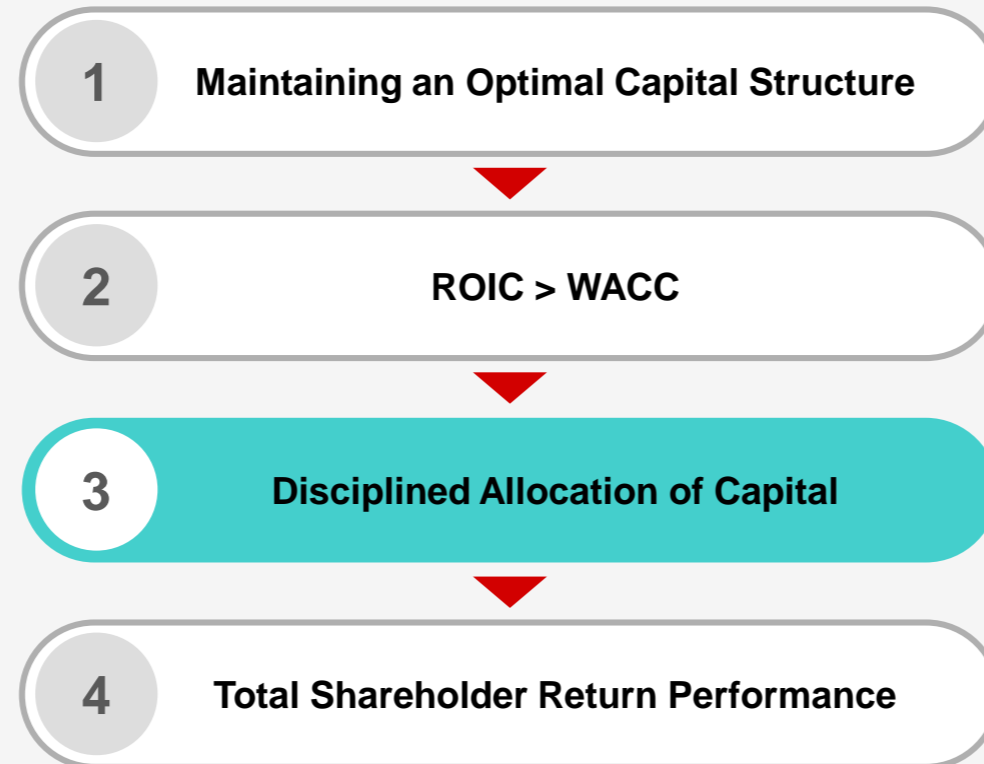 1
Maintaining an Optimal Capital Structure
2
ROIC > WACC
3
Disciplined Allocation of Capital
4
Total Shareholder Return Performance